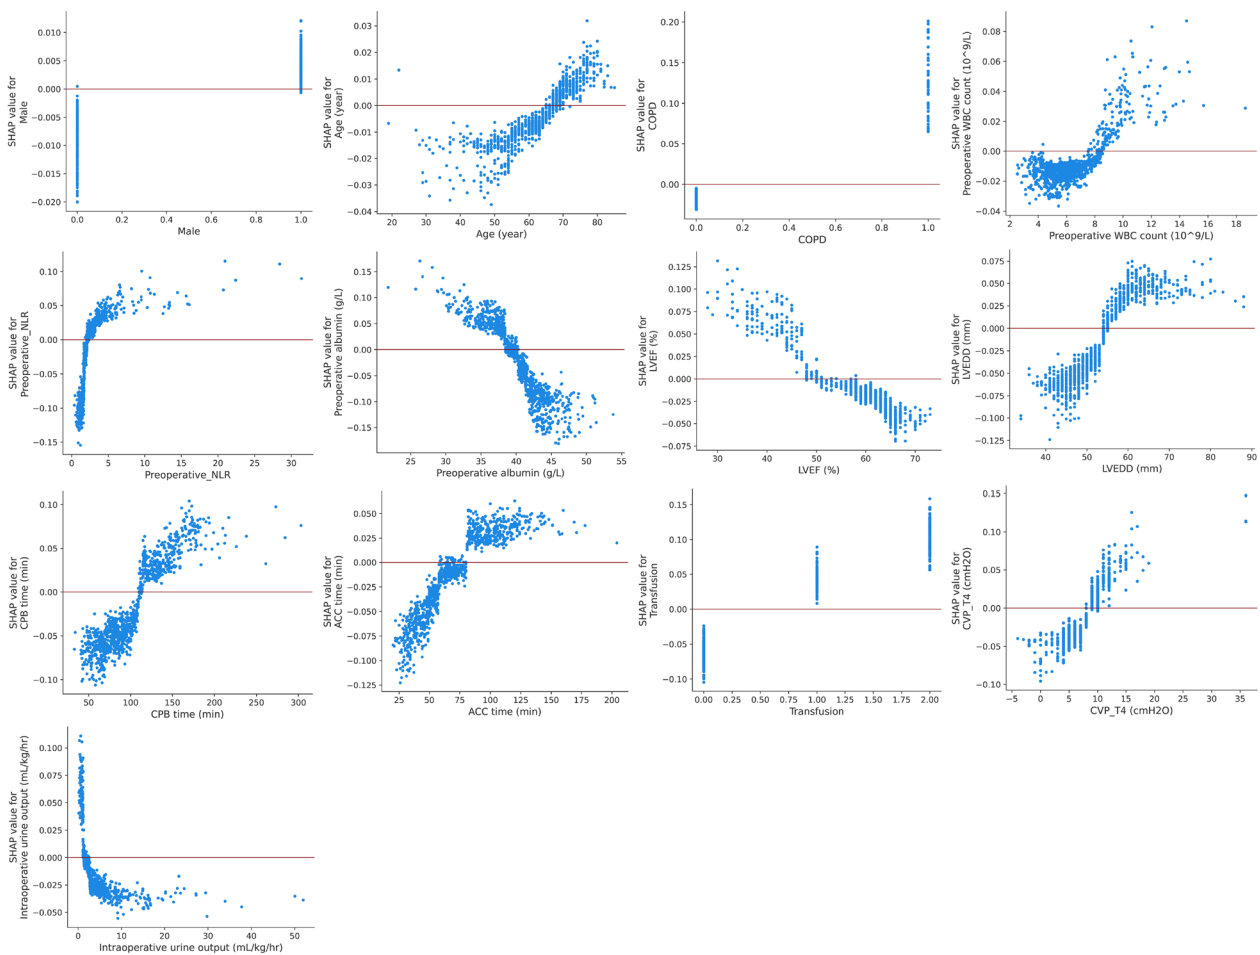 SHAP value for
Male
0.010
0.005
0.000
−0.005
−0.010
−0.015
−0.020
0.0 0.2 0.4 0.6 0.8 1.0
Male
SHAP value for
Age (year)
0.03
0.02
0.01
0.00
−0.01
−0.02
−0.03
−0.04
20 30 40 50 60 70 80
Age (year)
SHAP value for
COPD
0.20
0.15
0.10
0.05
0.00
0.0 0.2 0.4 0.6 0.8 1.0
COPD
SHAP value for
Preoperative WBC count (10^9/L)
0.08
0.06
0.04
0.02
0.00
−0.02
−0.04
2 4 6 8 10 12 14 16 18
Preoperative WBC count (10^9/L)
SHAP value for
Preoperative_NLR
0.10
0.05
0.00
−0.05
−0.10
−0.15
0 5 10 15 20 25 30
Preoperative_NLR
SHAP value for
Preoperative albumin (g/L)
0.15
0.10
0.05
0.00
−0.05
−0.10
−0.15
25 30 35 40 45 50 55
Preoperative albumin (g/L)
SHAP value for
LVEF (%)
0.125
0.100
0.075
0.050
0.025
0.000
−0.025
−0.050
−0.075
30 40 50 60 70
LVEF (%)
SHAP value for
LVEDD (mm)
0.075
0.050
0.025
0.000
−0.025
−0.050
−0.075
−0.100
−0.125
40 50 60 70 80 90
LVEDD (mm)
SHAP value for
CPB time (min)
0.10
0.05
0.00
−0.05
−0.10
50 100 150 200 250 300
CPB time (min)
SHAP value for
ACC time (min)
0.050
0.025
0.000
−0.025
−0.050
−0.075
−0.100
−0.125
25 50 75 100 125 150 175 200
ACC time (min)
SHAP value for
Transfusion
0.15
0.10
0.05
0.00
−0.05
−0.10
0.00 0.25 0.50 0.75 1.00 1.25 1.50 1.75 2.00
Transfusion
SHAP value for
CVP_T4 (cmH2O)
0.15
0.10
0.05
0.00
−0.05
−0.10
−5 0 5 10 15 20 25 30 35
CVP_T4 (cmH2O)
SHAP value for
Intraoperative urine output (mL/kg/hr)
0.100
0.075
0.050
0.025
0.000
−0.025
−0.050
0 10 20 30 40 50
Intraoperative urine output (mL/kg/hr)